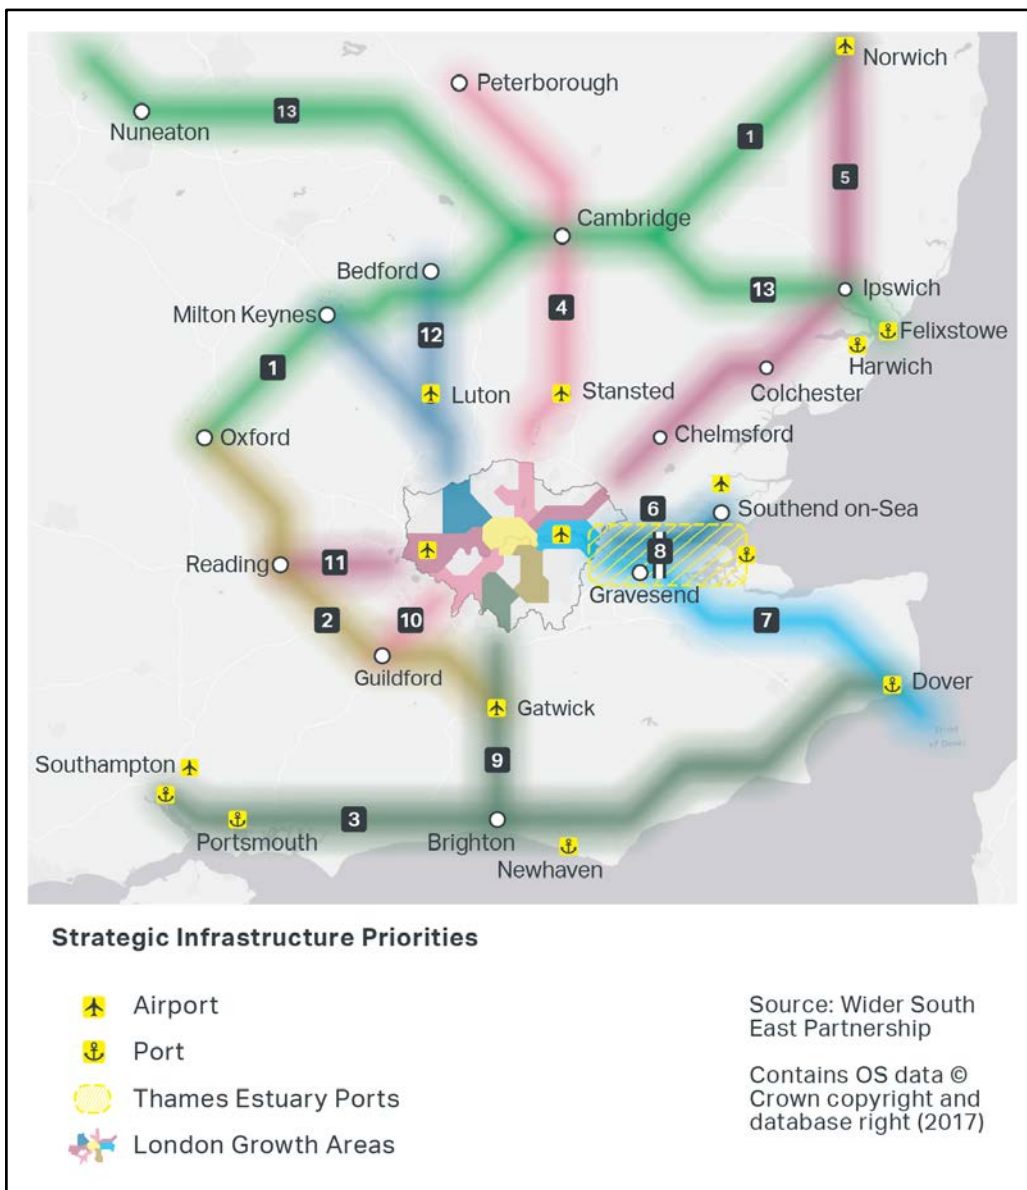 Norwich
Peterborough
Nuneaton
13
1
5
Cambridge
Bedford
Milton Keynes
13
Ipswich
4
12
Felixstowe
Harwich
1
Luton
Stansted
Colchester
Oxford
Chelmsford
6
Southend on-Sea
8
Reading
11
Gravesend
2
10
7
Guildford
Dover
Gatwick
Strait
of Dover
9
Southampton
3
Portsmouth
Brighton
Newhaven
Strategic Infrastructure Priorities
Airport
Port
Thames Estuary Ports
London Growth Areas
Source: Wider South
East Partnership
Contains OS data ©
Crown copyright and
database right (2017)